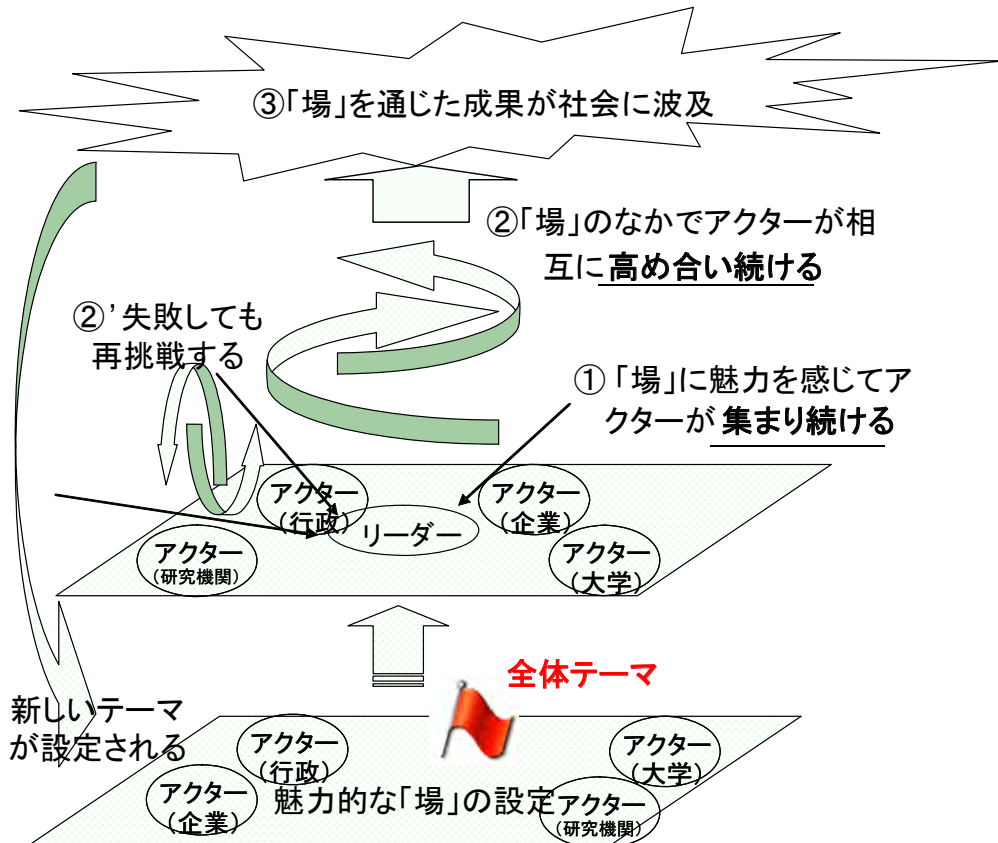 ③「場」を通じた成果が社会に波及
②「場」のなかでアクターが相
互に高め合い続ける
②’失敗しても
再挑戦する
①「場」に魅力を感じてア
クターが集まり続ける
アクター
(行政)
アクター
(企業)
リーダー
アクター
(研究機関)
アクター
(大学)
全体テーマ
新しいテーマ
が設定される
アクター
(行政)
アクター
(大学)
アクター
(企業)
魅力的な「場」の設定
アクター
(研究機関)